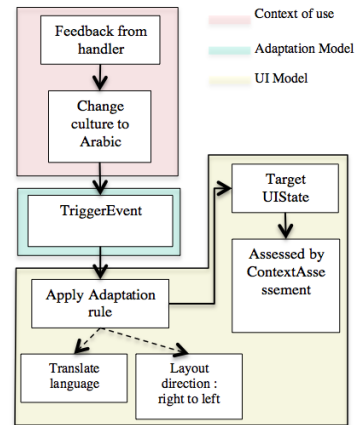 Feedback from
handler
Change
culture to
Arabic
TriggerEvent
Apply Adaptation
rule
Translate
language
Layout
direction :
right to left
Target
UIState
Assessed by
ContextAsse
ssement
Context of use
Adaptation Model
UI Model